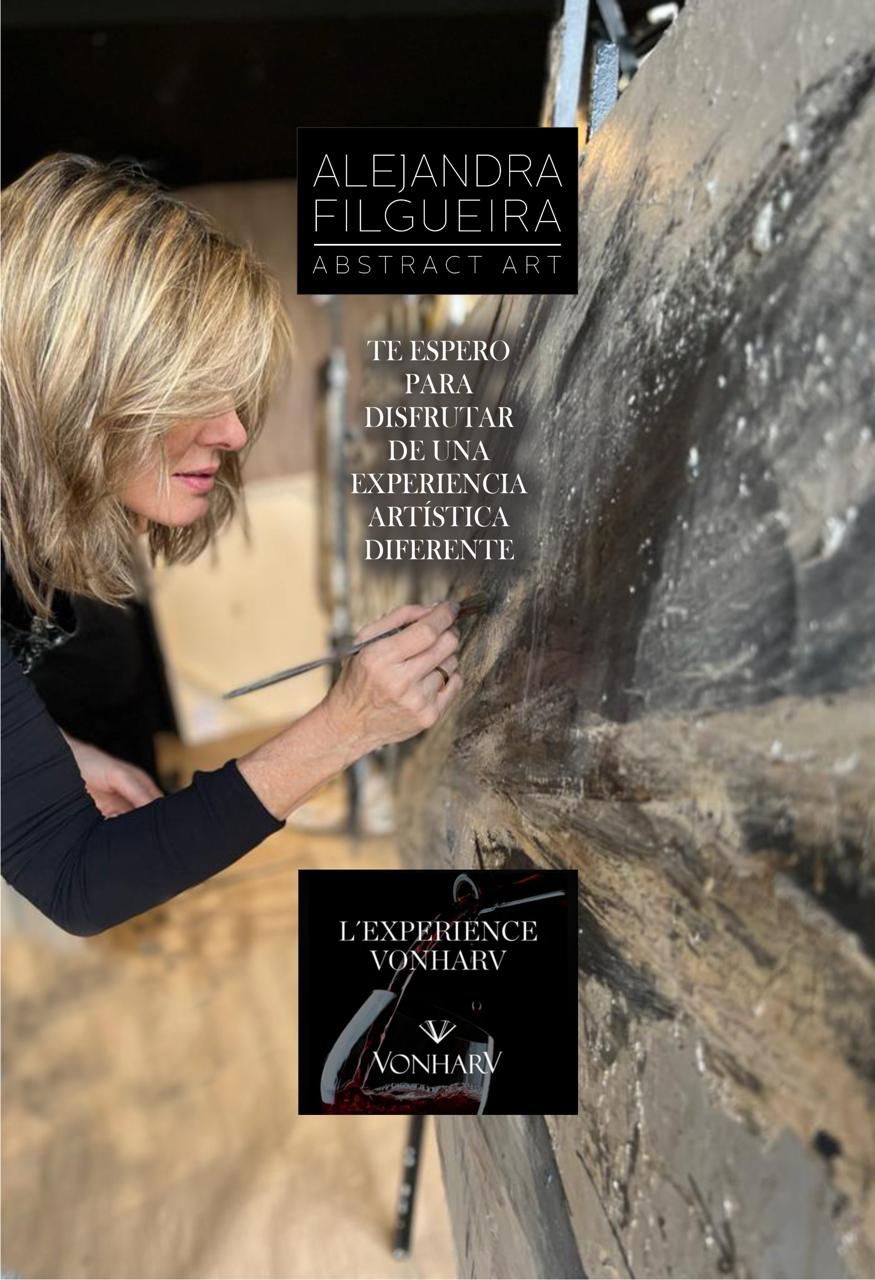 ALEJANDRA
FILGUEIRA
ABSTRACT ART
TE ESPERO
PARA
DISFRUTAR
DE UNA
EXPERIENCIA
ARTÍSTICA
DIFERENTE
L´EXPERIENCE
VONHARV
VONHARV